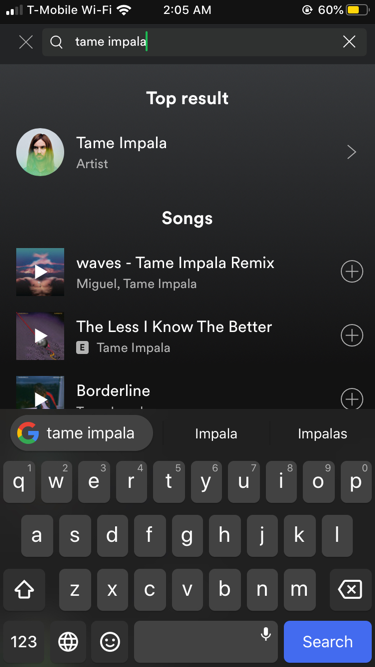 T-Mobile Wi-Fi 2:05 AM 60%
tame impala
Top result
Tame Impala
Artist
Songs
waves - Tame Impala Remix
Miguel, Tame Impala
The Less I Know The Better
E Tame Impala
Borderline
tame impala Impala Impalas
1 2 3 4 5 6 7 8 9 0
q w e r t y u i o p
a s d f g h j k l
z x c v b n m
123 Search